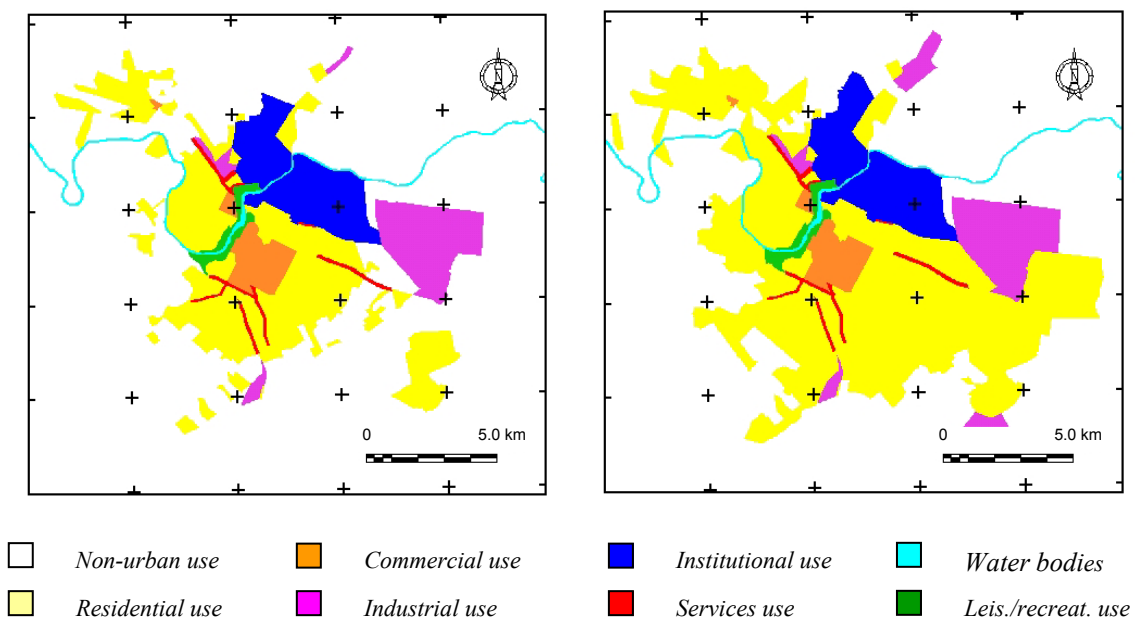 0 5.0 km
0 5.0 km
Non-urban use
Commercial use
Institutional use
Water bodies
Residential use
Industrial use
Services use
Leis./recreat. use